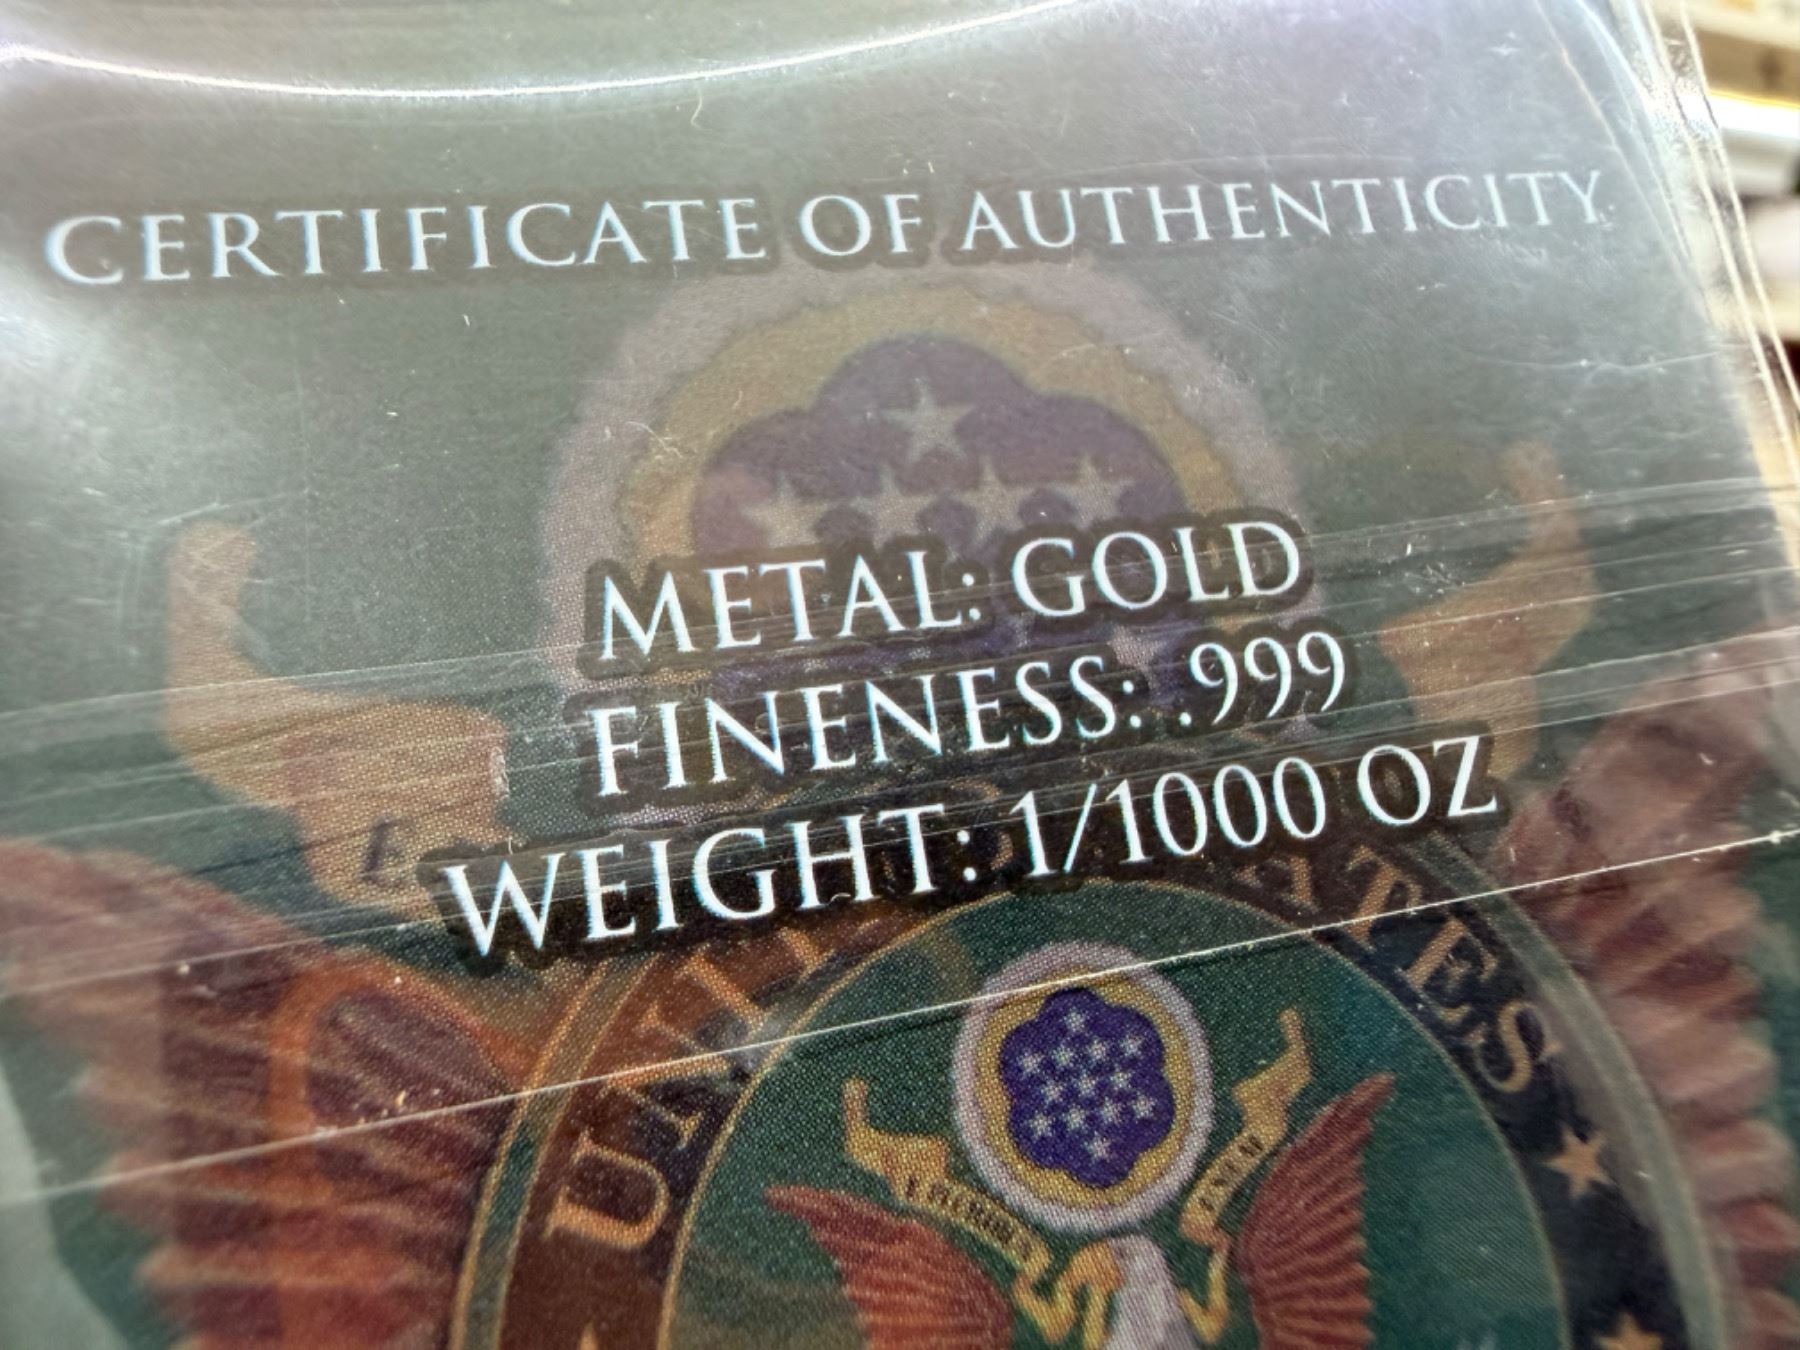 CERTIFICATE OF AUTHENTICITY
METAL: GOLD
FINENESS: .999
WEIGHT: 1/1000 OZ